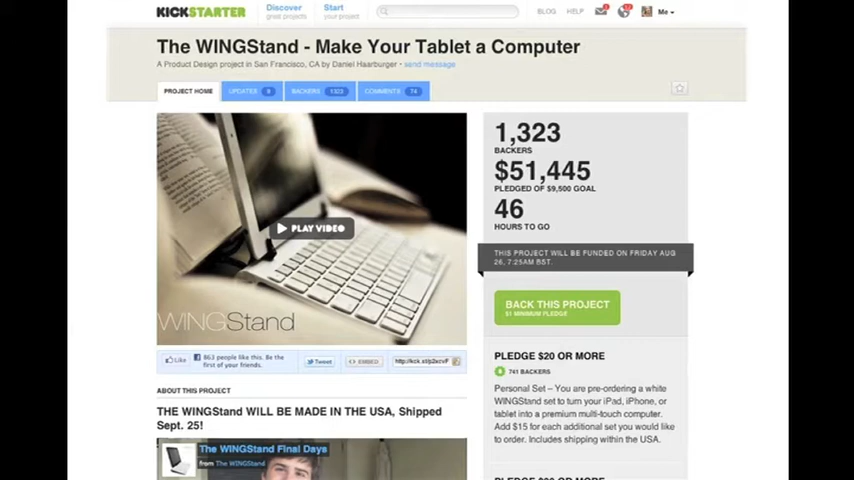 KICKSTARTER
Discover
great projects
Start
your project
BLOG
HELP
Me
The WINGStand - Make Your Tablet a Computer
A Product Design project in San Francisco, CA by Daniel Haarburger • send message
PROJECT HOME
UPDATES 9
BACKERS 1323
COMMENTS 74
PLAY VIDEO
WINGStand
1,323
BACKERS
$51,445
PLEDGED OF $9,500 GOAL
46
HOURS TO GO
THIS PROJECT WILL BE FUNDED ON FRIDAY AUG
26, 7:25AM BST.
BACK THIS PROJECT
$1 MINIMUM PLEDGE
Like
863 people like this. Be the
first of your friends.
Tweet
<> EMBED
ABOUT THIS PROJECT
THE WINGStand WILL BE MADE IN THE USA, Shipped
Sept. 25!
The WINGStand Final Days
from The WINGStand
PLEDGE $20 OR MORE
741 BACKERS
Personal Set – You are pre-ordering a white
WINGStand set to turn your iPad, iPhone, or
tablet into a premium multi-touch computer.
Add $15 for each additional set you would like
to order. Includes shipping within the USA.